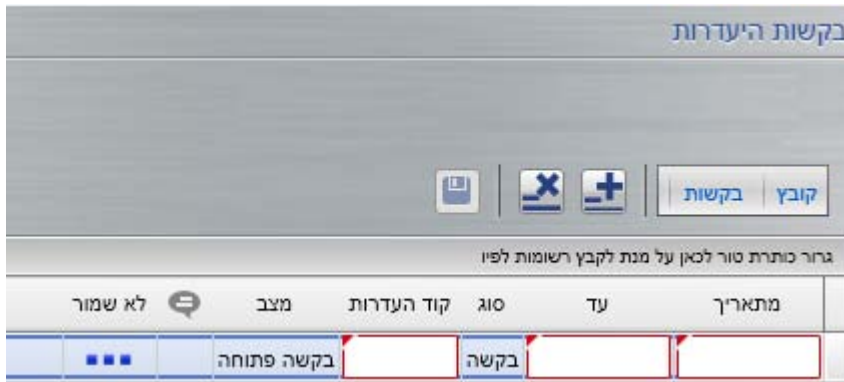 בקשות היעדרות
קובץ בקשות
גרור כותרת טור לכאן על מנת לקבץ רשומות לפיו
מתאריך עד סוג קוד העדרות מצב לא שמור
בקשה בקשה פתוחה